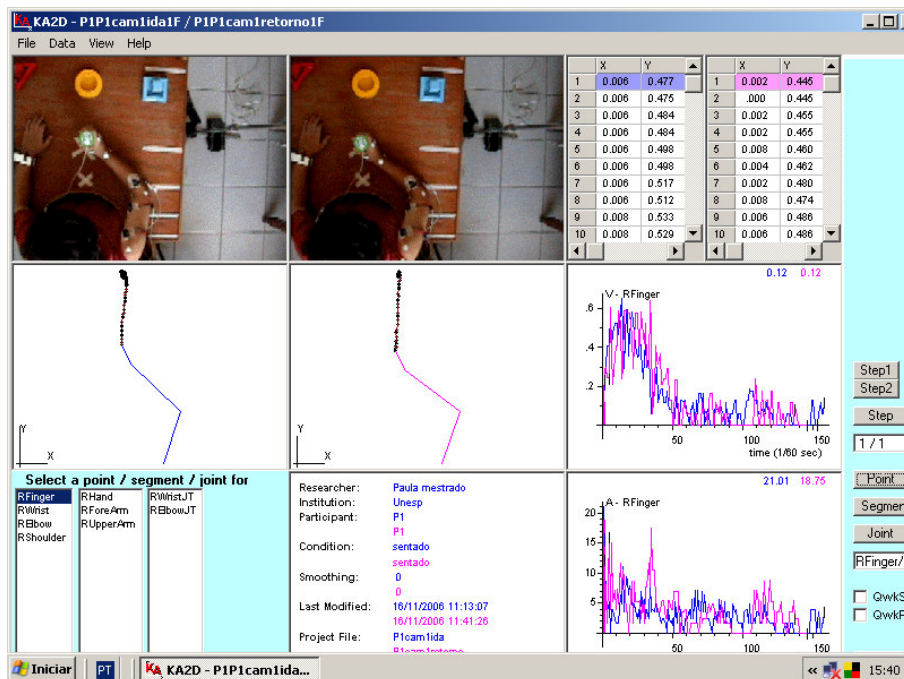 KA2D - P1P1cam1ida1F / P1P1cam1retorno1F
File Data View Help
X Y
1 0.006 0.477
2 0.006 0.475
3 0.006 0.484
4 0.006 0.484
5 0.006 0.498
6 0.006 0.498
7 0.006 0.517
8 0.006 0.512
9 0.008 0.533
10 0.008 0.529
X Y
1 0.002 0.445
2 .000 0.445
3 0.002 0.455
4 0.002 0.455
5 0.008 0.460
6 0.004 0.462
7 0.002 0.480
8 0.008 0.474
9 0.006 0.486
10 0.006 0.486
Y
X
Y
X
0.12 0.12
V - RFinger
.6
.4
.2
50 100 150
time (1/60 sec)
Step1
Step2
Step
1 / 1
Point
Segmen
Joint
RFinger/
QwkS
QwkF
Select a point / segment / joint for
RFinger RHand RWristJT
RWrist RForeArm RElbowJT
RElbow RUpperArm
RShoulder
Researcher: Paula mestrado
Institution: Unesp
Participant: P1
P1
Condition: sentado
sentado
Smoothing: 0
0
Last Modified: 16/11/2006 11:13:07
16/11/2006 11:41:26
Project File: P1cam1ida
P1cam1retorno
21.01 18.75
A - RFinger
20
15
10
5
50 100 150
Iniciar PT KA2D - P1P1cam1ida... « 15:40